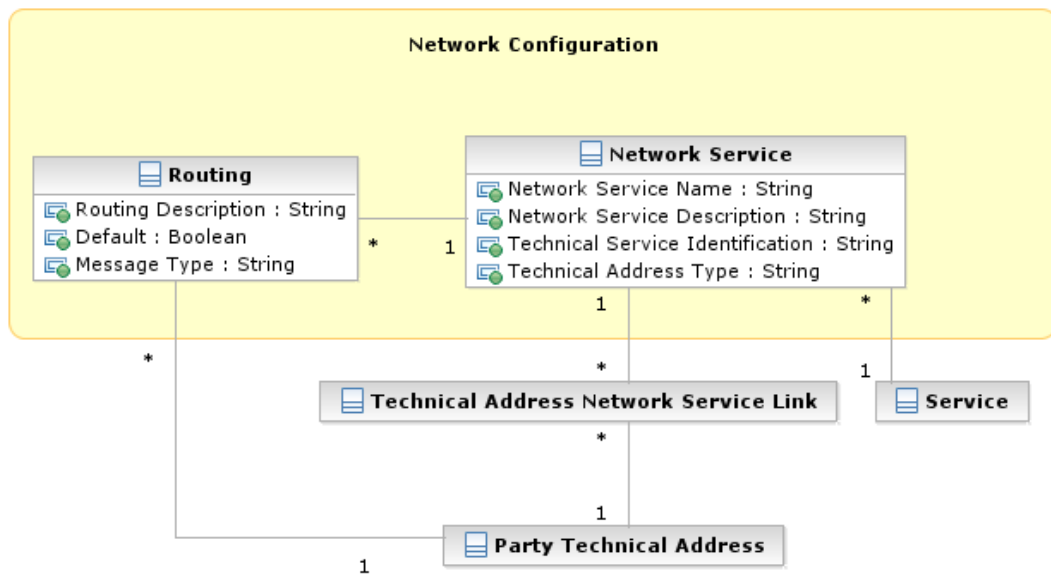 Network Configuration
Routing
Routing Description : String
Default : Boolean
Message Type : String
Network Service
Network Service Name : String
Network Service Description : String
Technical Service Identification : String
Technical Address Type : String
*
1
1
*
*
*
1
Technical Address Network Service Link
Service
*
1
1
Party Technical Address